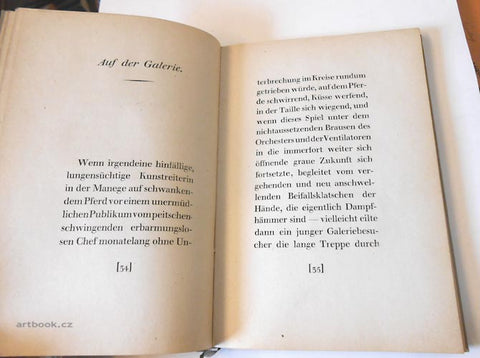 Auf der Galerie.
Wenn irgendeine hinfällige,
lungensüchtige Kunstreiterin
in der Manege auf schwanken-
dem Pferd vor einem unermüd-
lichen Publikum vom peitschen-
schwingenden erbarmungslo-
sen Chef monatelang ohne Un-
[34]
terbrechung im Kreise rundum
getrieben würde, auf dem Pfer-
de schwirrend, Küsse werfend,
in der Taille sich wiegend, und
wenn dieses Spiel unter dem
nichtaussetzenden Brausen des
Orchesters und der Ventilatoren
in die immerfort weiter sich
öffnende graue Zukunft sich
fortsetzte, begleitet vom ver-
gehenden und neu anschwel-
lenden Beifallsklatschen der
Hände, die eigentlich Dampf-
hämmer sind — vielleicht eilte
dann ein junger Galeriebesu-
cher die lange Treppe durch
[35]
artbook.cz